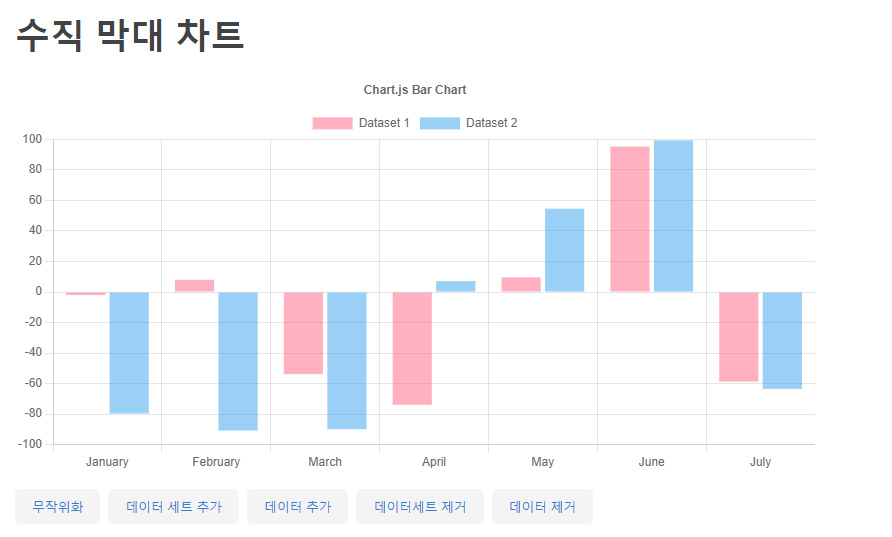 수직 막대 차트
Chart.js Bar Chart
Dataset 1 Dataset 2
100
80
60
40
20
0
-20
-40
-60
-80
-100
January February March April May June July
무작위화 데이터 세트 추가 데이터 추가 데이터세트 제거 데이터 제거